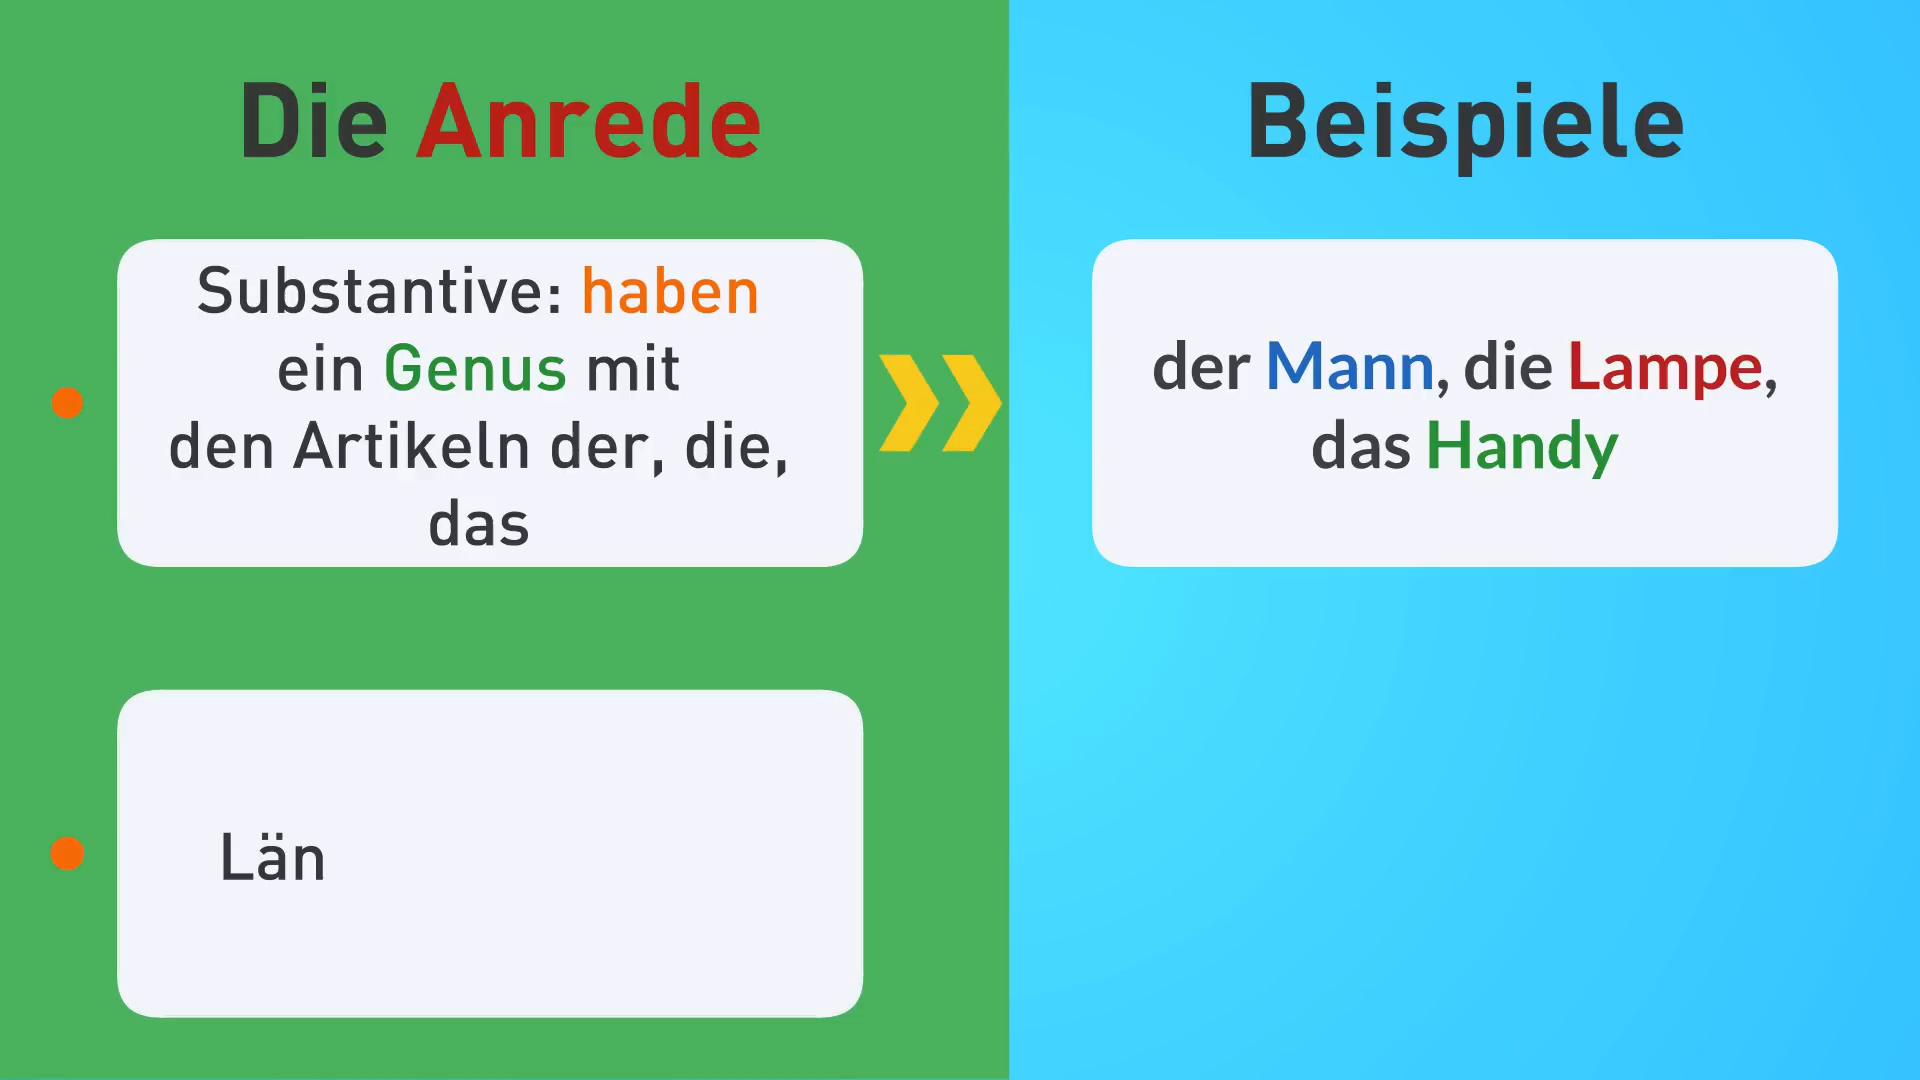 Die Anrede
Substantive: haben
ein Genus mit
den Artikeln der, die,
das
Län
Beispiele
der Mann, die Lampe,
das Handy